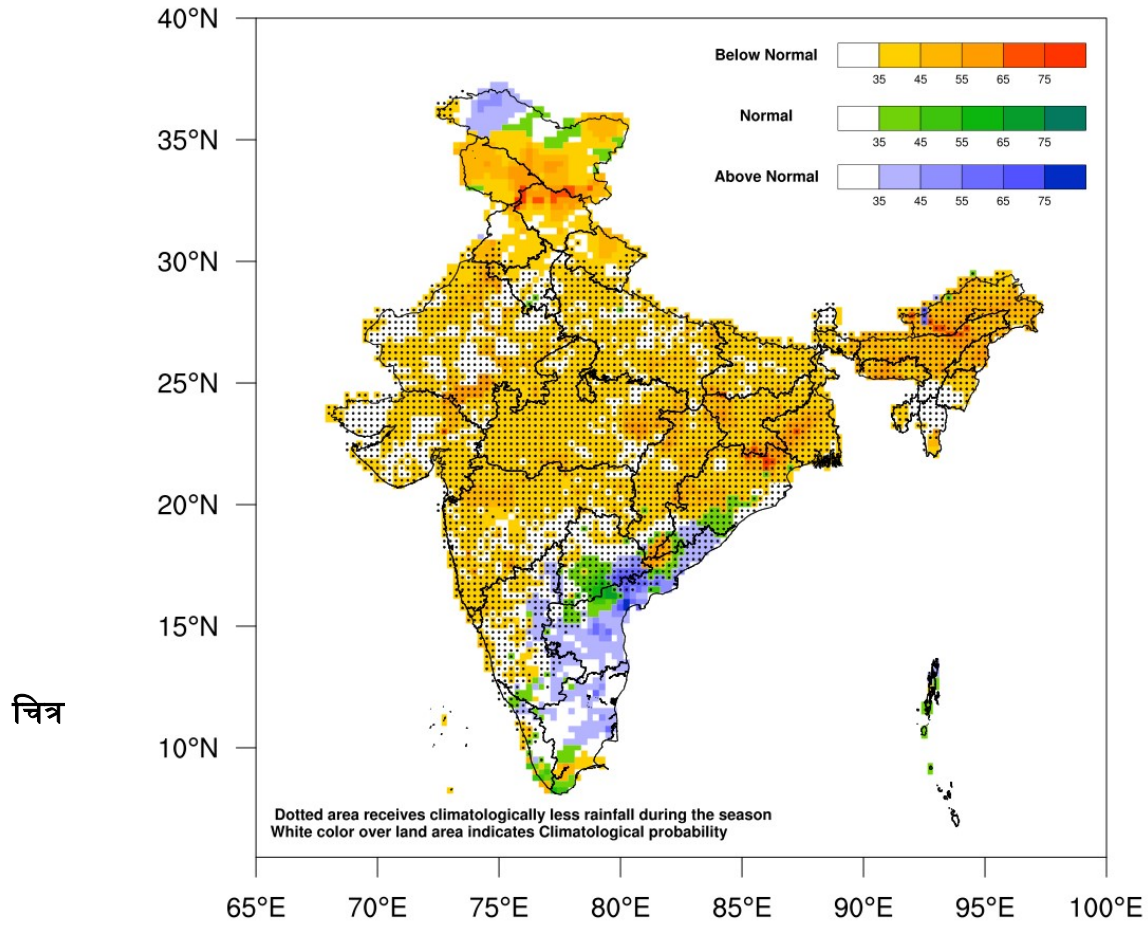 40°N
Below Normal
35 45 55 65 75
Normal
35 45 55 65 75
Above Normal
35 45 55 65 75
35°N
30°N
25°N
20°N
15°N
चित्र
10°N
Dotted area receives climatologically less rainfall during the season
White color over land area indicates Climatological probability
65°E 70°E 75°E 80°E 85°E 90°E 95°E 100°E